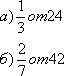 а) 1/3 от 24
б) 2/7 от 42